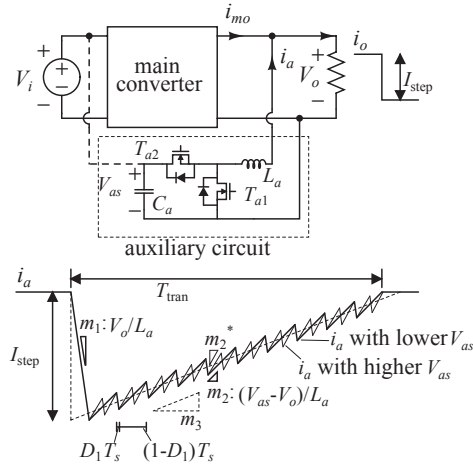 i_mo
i_o
i_a
V_i
main
converter
V_o
I_step
T_a2
V_as
C_a
L_a
T_a1
auxiliary circuit
i_a
T_tran
m_1: V_o/L_a
I_step
m_2*
i_a with lower V_as
i_a with higher V_as
m_2: (V_as-V_o)/L_a
m_3
D_1T_s (1-D_1)T_s